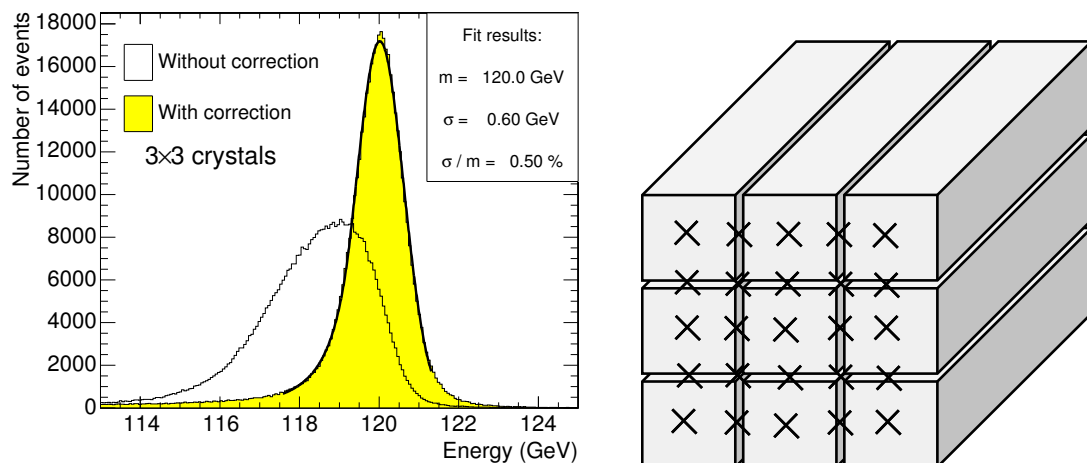 18000
16000
14000
12000
10000
8000
6000
4000
2000
0
Number of events
Without correction
With correction
3×3 crystals
Fit results:
m = 120.0 GeV
σ = 0.60 GeV
σ / m = 0.50 %
114 116 118 120 122 124
Energy (GeV)